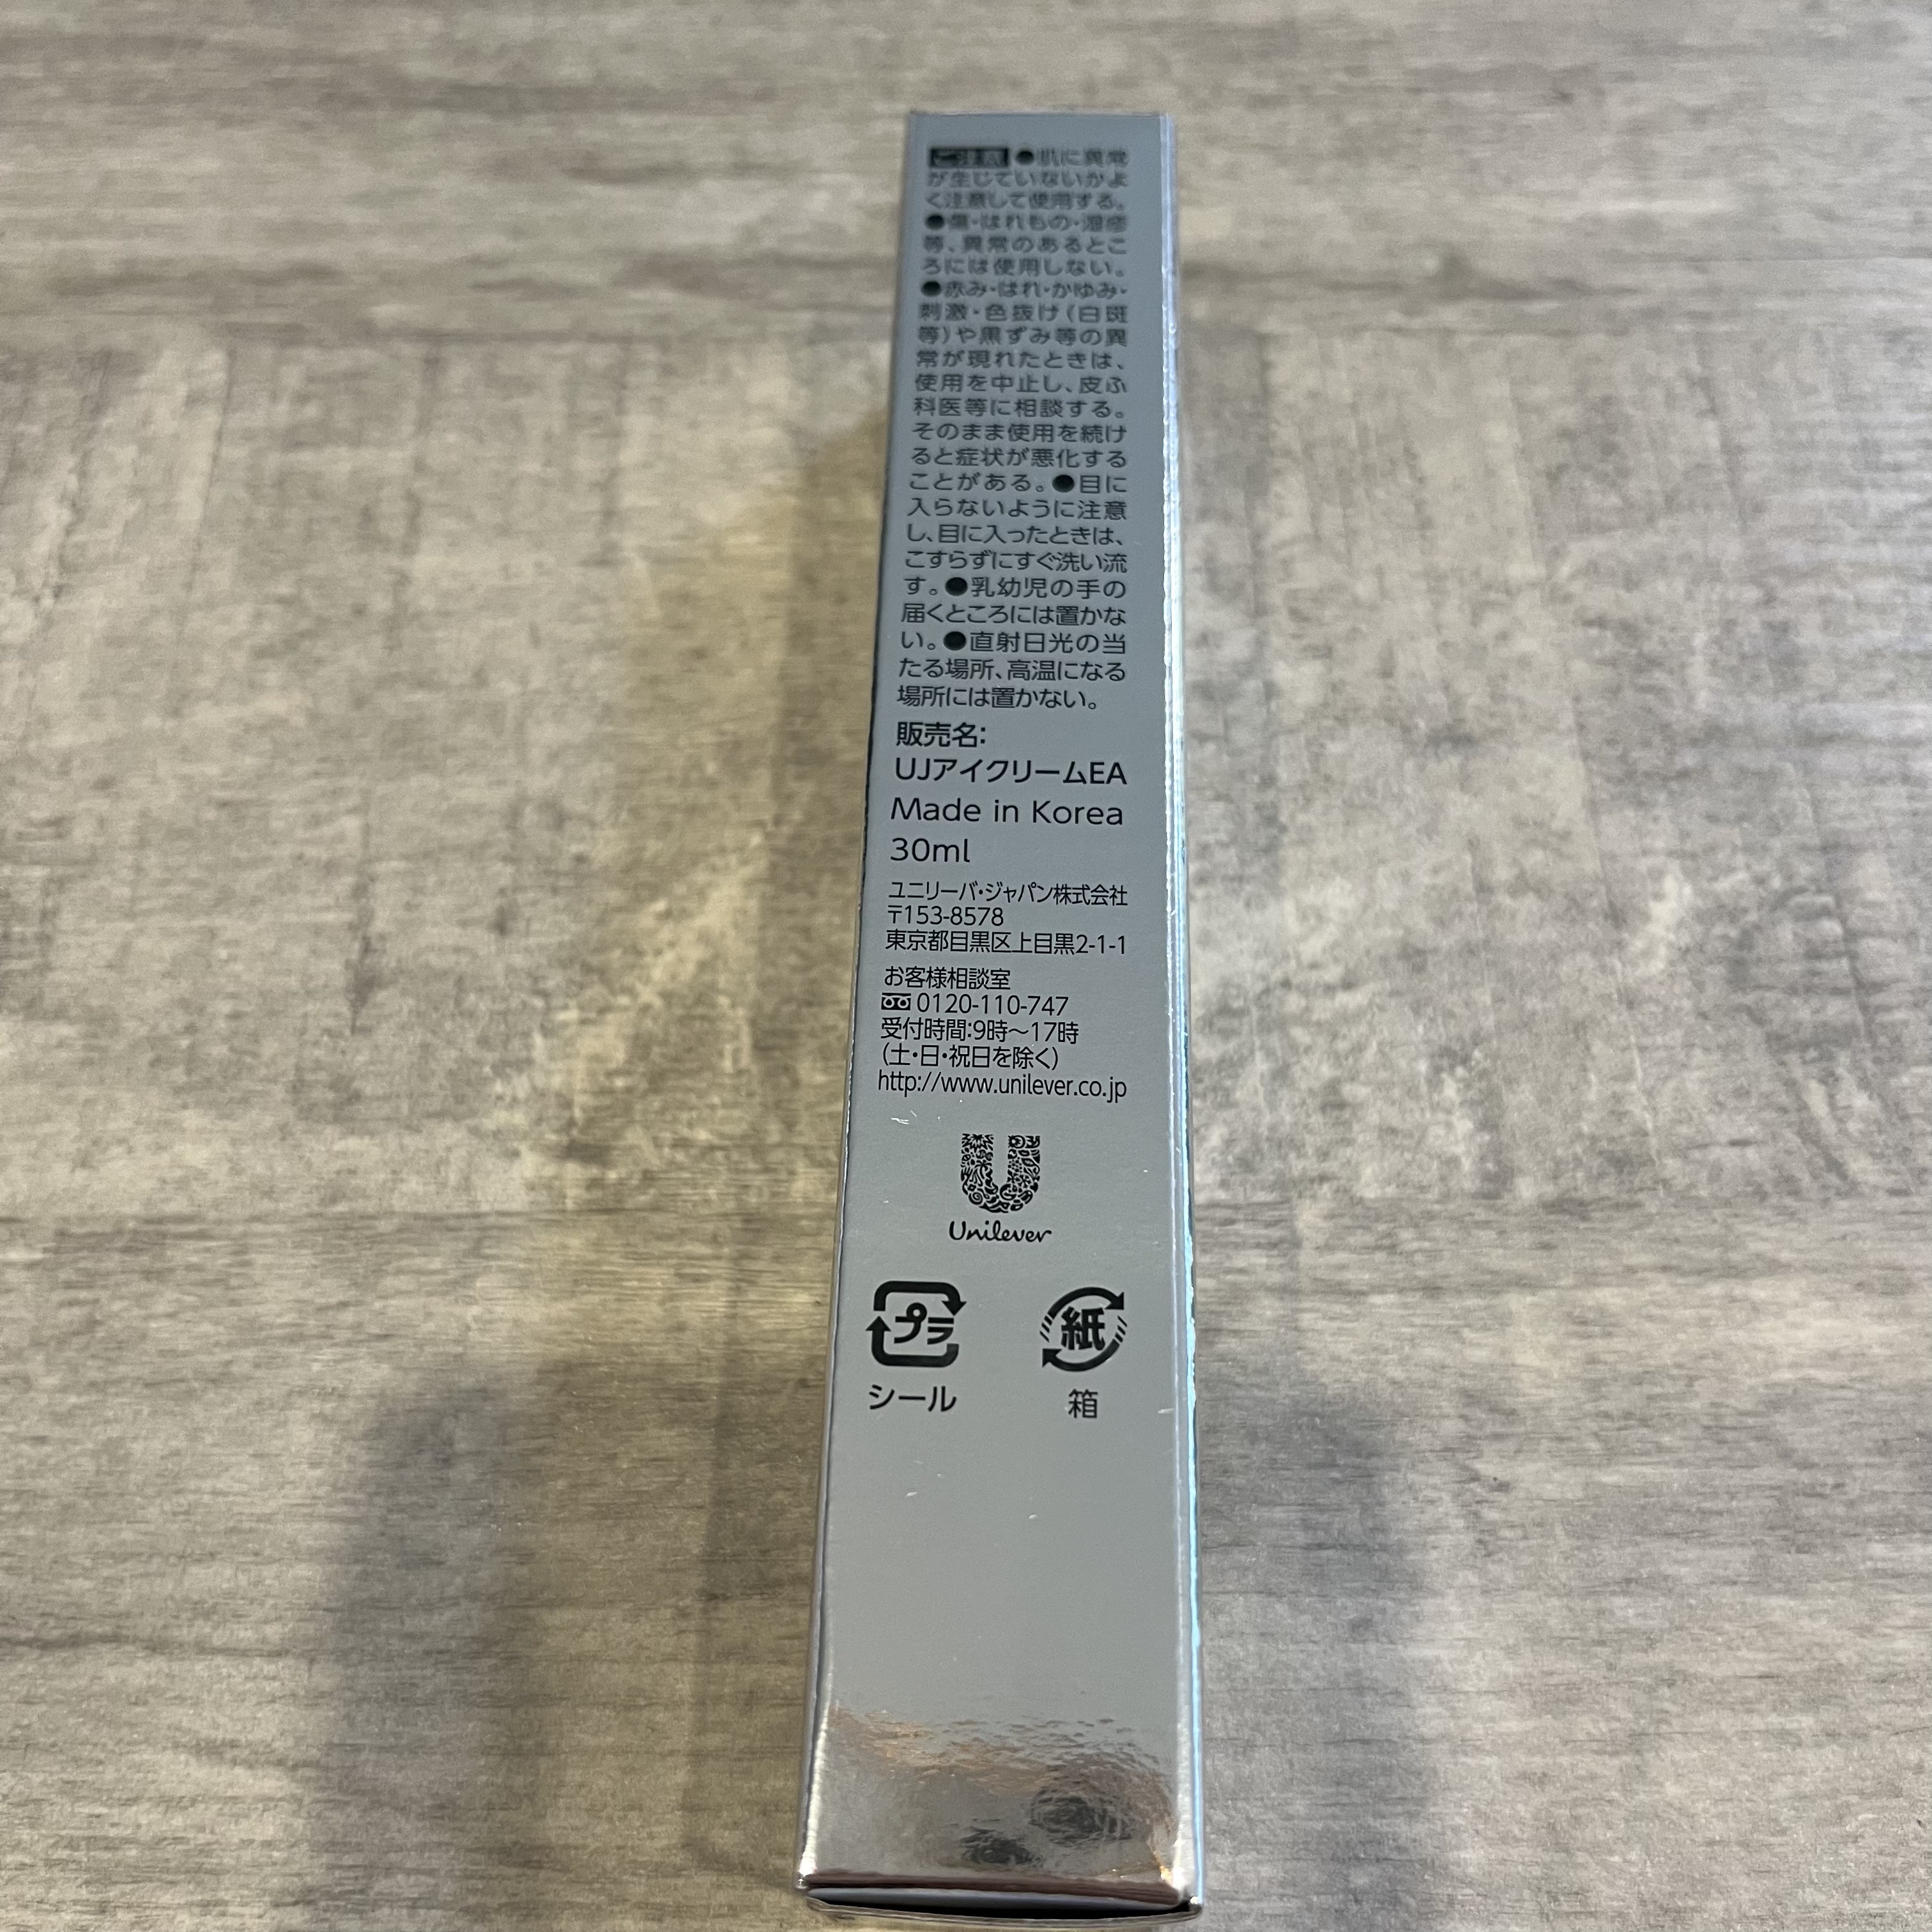 ご注意 ●肌に異常
が生じていないかよ
く注意して使用する。
●傷・はれもの・湿疹
等、異常のあるとこ
ろには使用しない。
●赤み・はれ・かゆみ・
刺激・色抜け(白斑
等)や黒ずみ等の異
常が現れたときは、
使用を中止し、皮ふ
科医等に相談する。
そのまま使用を続け
ると症状が悪化する
ことがある。●目に
入らないように注意
し、目に入ったときは、
こすらずにすぐ洗い流
す。●乳幼児の手の
届くところには置かな
い。●直射日光の当
たる場所、高温になる
場所には置かない。
販売名:
UJアイクリームEA
Made in Korea
30ml
ユニリーバ・ジャパン株式会社
〒153-8578
東京都目黒区上目黒2-1-1
お客様相談室
0120-110-747
受付時間:9時〜17時
(土・日・祝日を除く)
http://www.unilever.co.jp
Unilever
プラ 紙
シール 箱